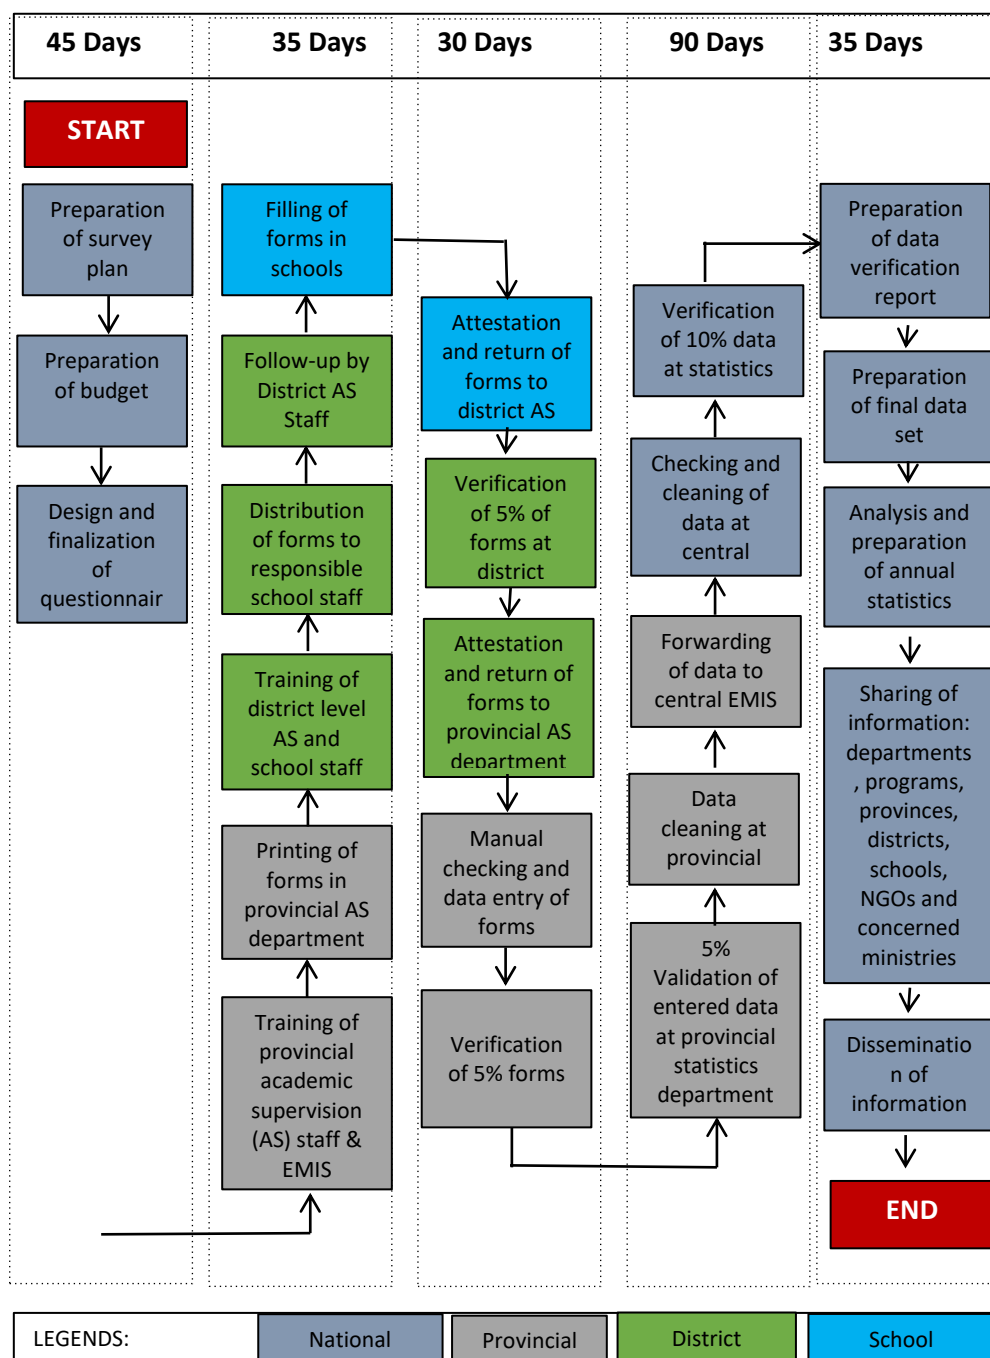 45 Days
35 Days
30 Days
90 Days
35 Days
START
Preparation
of survey
plan
Preparation
of budget
Design and
finalization
of
questionnair
Filling of
forms in
schools
Follow-up by
District AS
Staff
Distribution
of forms to
responsible
school staff
Training of
district level
AS and
school staff
Printing of
forms in
provincial AS
department
Training of
provincial
academic
supervision
(AS) staff &
EMIS
Attestation
and return of
forms to
district AS
Verification
of 5% of
forms at
district
Attestation
and return of
forms to
provincial AS
department
Manual
checking and
data entry of
forms
Verification
of 5% forms
Verification
of 10% data
at statistics
Checking and
cleaning of
data at
central
Forwarding
of data to
central EMIS
Data
cleaning at
provincial
5%
Validation of
entered data
at provincial
statistics
department
Preparation
of data
verification
report
Preparation
of final data
set
Analysis and
preparation
of annual
statistics
Sharing of
information:
departments
, programs,
provinces,
districts,
schools,
NGOs and
concerned
ministries
Disseminatio
n of
information
END
LEGENDS:
National
Provincial
District
School